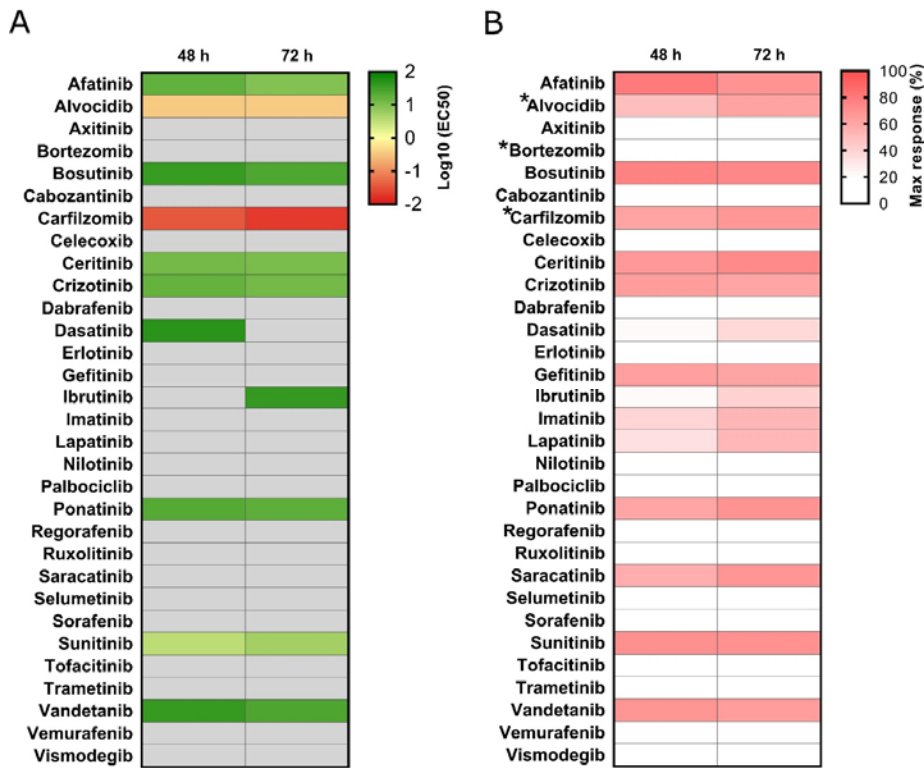 A
48 h 72 h
Afatinib
Alvocidib
Axitinib
Bortezomib
Bosutinib
Cabozantinib
Carfilzomib
Celecoxib
Ceritinib
Crizotinib
Dabrafenib
Dasatinib
Erlotinib
Gefitinib
Ibrutinib
Imatinib
Lapatinib
Nilotinib
Palbociclib
Ponatinib
Regorafenib
Ruxolitinib
Saracatinib
Selumetinib
Sorafenib
Sunitinib
Tofacitinib
Trametinib
Vandetanib
Vemurafenib
Vismodegib
2
1
0
-1
-2
Log10 (EC50)
B
48 h 72 h
Afatinib
*Alvocidib
Axitinib
*Bortezomib
Bosutinib
Cabozantinib
*Carfilzomib
Celecoxib
Ceritinib
Crizotinib
Dabrafenib
Dasatinib
Erlotinib
Gefitinib
Ibrutinib
Imatinib
Lapatinib
Nilotinib
Palbociclib
Ponatinib
Regorafenib
Ruxolitinib
Saracatinib
Selumetinib
Sorafenib
Sunitinib
Tofacitinib
Trametinib
Vandetanib
Vemurafenib
Vismodegib
100
80
60
40
20
0
Max response (%)